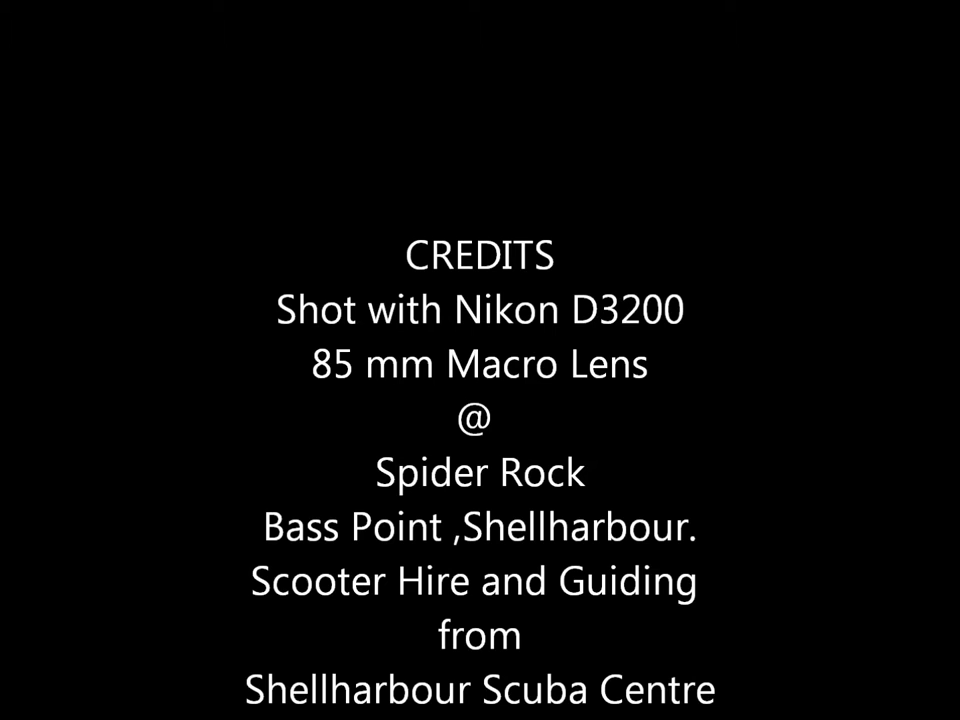 CREDITS
Shot with Nikon D3200
85 mm Macro Lens
@
Spider Rock
Bass Point ,Shellharbour.
Scooter Hire and Guiding
from
Shellharbour Scuba Centre